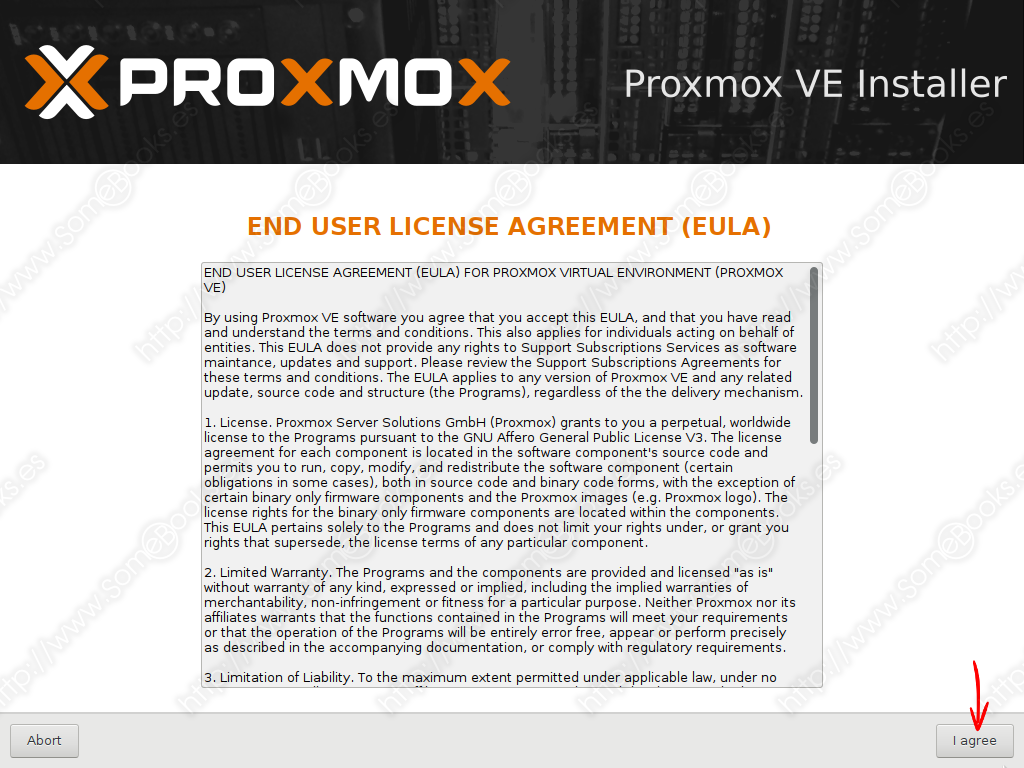 PROXMOX
Proxmox VE Installer
END USER LICENSE AGREEMENT (EULA)
END USER LICENSE AGREEMENT (EULA) FOR PROXMOX VIRTUAL ENVIRONMENT (PROXMOX
VE)
By using Proxmox VE software you agree that you accept this EULA, and that you have read
and understand the terms and conditions. This also applies for individuals acting on behalf of
entities. This EULA does not provide any rights to Support Subscriptions Services as software
maintance, updates and support. Please review the Support Subscriptions Agreements for
these terms and conditions. The EULA applies to any version of Proxmox VE and any related
update, source code and structure (the Programs), regardless of the the delivery mechanism.
1. License. Proxmox Server Solutions GmbH (Proxmox) grants to you a perpetual, worldwide
license to the Programs pursuant to the GNU Affero General Public License V3. The license
agreement for each component is located in the software component's source code and
permits you to run, copy, modify, and redistribute the software component (certain
obligations in some cases), both in source code and binary code forms, with the exception of
certain binary only firmware components and the Proxmox images (e.g. Proxmox logo). The
license rights for the binary only firmware components are located within the components.
This EULA pertains solely to the Programs and does not limit your rights under, or grant you
rights that supersede, the license terms of any particular component.
2. Limited Warranty. The Programs and the components are provided and licensed "as is"
without warranty of any kind, expressed or implied, including the implied warranties of
merchantability, non-infringement or fitness for a particular purpose. Neither Proxmox nor its
affiliates warrants that the functions contained in the Programs will meet your requirements
or that the operation of the Programs will be entirely error free, appear or perform precisely
as described in the accompanying documentation, or comply with regulatory requirements.
3. Limitation of Liability. To the maximum extent permitted under applicable law, under no
Abort
I agree
http://www.SomeBooks.es